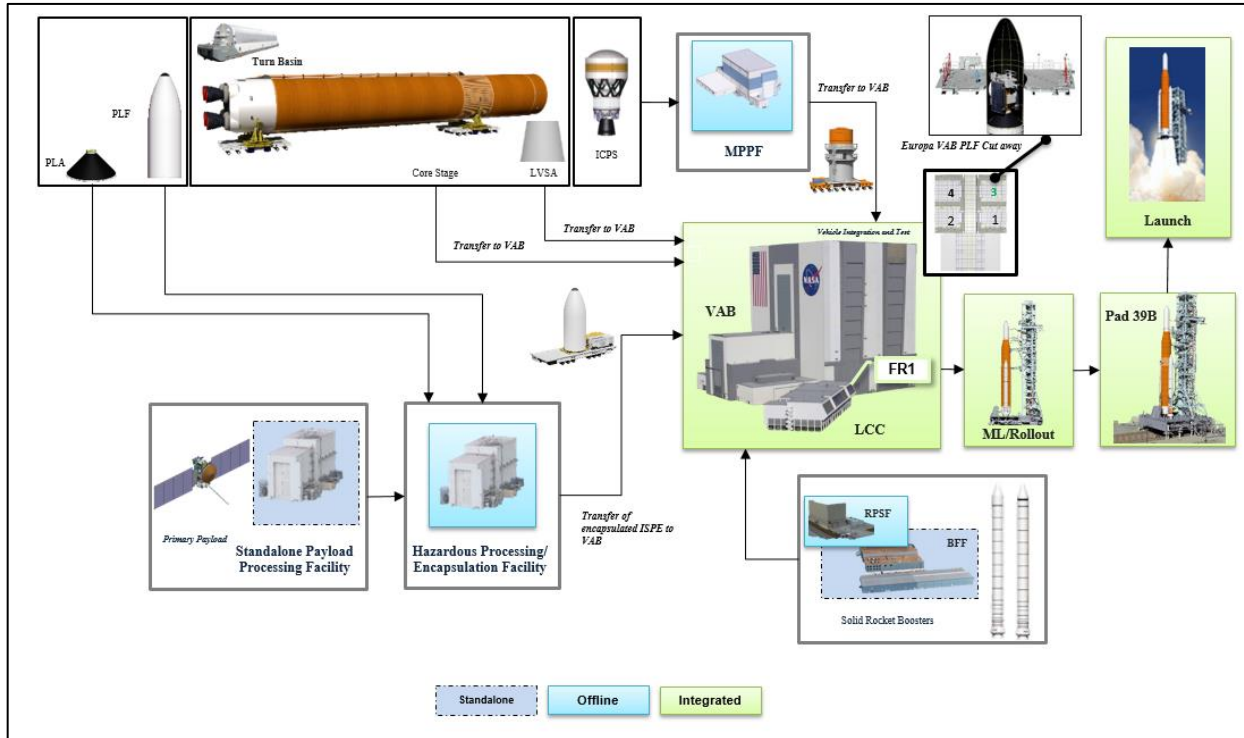 Turn Basin
PLF
PLA
Core Stage
LVSA
ICPS
MPPF
Transfer to VAB
Europa VAB PLF Cut away
4
3
2
1
Launch
Transfer to VAB
Transfer to VAB
Vehicle Integration and Test
NASA
VAB
FR1
LCC
ML/Rollout
Pad 39B
Primary Payload
Standalone Payload
Processing Facility
Hazardous Processing/
Encapsulation Facility
Transfer of
encapsulated ISPE to
VAB
RPSF
BFF
Solid Rocket Boosters
Standalone
Offline
Integrated